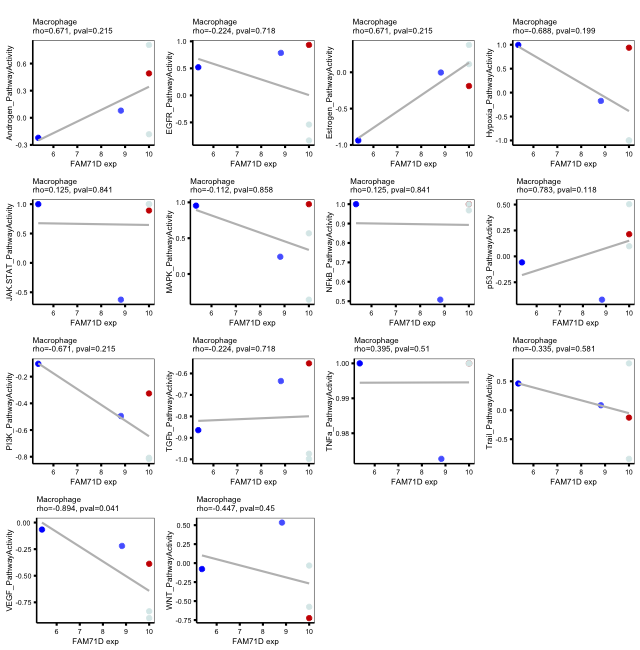 Macrophage
rho=0.671, pval=0.215
Androgen_PathwayActivity
0.6
0.3
0.0
-0.3
6 7 8 9 10
FAM71D exp
Macrophage
rho=-0.224, pval=0.718
EGFR_PathwayActivity
1.0
0.5
0.0
-0.5
6 7 8 9 10
FAM71D exp
Macrophage
rho=0.671, pval=0.215
Estrogen_PathwayActivity
0.0
-0.5
-1.0
6 7 8 9 10
FAM71D exp
Macrophage
rho=-0.688, pval=0.199
Hypoxia_PathwayActivity
1.0
0.5
0.0
-0.5
-1.0
6 7 8 9 10
FAM71D exp
Macrophage
rho=0.125, pval=0.841
JAK.STAT_PathwayActivity
1.0
0.5
0.0
-0.5
6 7 8 9 10
FAM71D exp
Macrophage
rho=-0.112, pval=0.858
MAPK_PathwayActivity
1.0
0.5
0.0
6 7 8 9 10
FAM71D exp
Macrophage
rho=0.125, pval=0.841
NFkB_PathwayActivity
1.0
0.9
0.8
0.7
0.6
0.5
6 7 8 9 10
FAM71D exp
Macrophage
rho=0.783, pval=0.118
p53_PathwayActivity
0.50
0.25
0.00
-0.25
6 7 8 9 10
FAM71D exp
Macrophage
rho=-0.671, pval=0.215
PI3K_PathwayActivity
-0.2
-0.4
-0.6
-0.8
6 7 8 9 10
FAM71D exp
Macrophage
rho=-0.224, pval=0.718
TGFb_PathwayActivity
-0.6
-0.7
-0.8
-0.9
-1.0
6 7 8 9 10
FAM71D exp
Macrophage
rho=0.395, pval=0.51
TNFa_PathwayActivity
1.00
0.99
0.98
6 7 8 9 10
FAM71D exp
Macrophage
rho=-0.335, pval=0.581
Trail_PathwayActivity
0.5
0.0
-0.5
6 7 8 9 10
FAM71D exp
Macrophage
rho=-0.894, pval=0.041
VEGF_PathwayActivity
0.00
-0.25
-0.50
-0.75
6 7 8 9 10
FAM71D exp
Macrophage
rho=-0.447, pval=0.45
WNT_PathwayActivity
0.50
0.25
0.00
-0.25
-0.50
-0.75
6 7 8 9 10
FAM71D exp